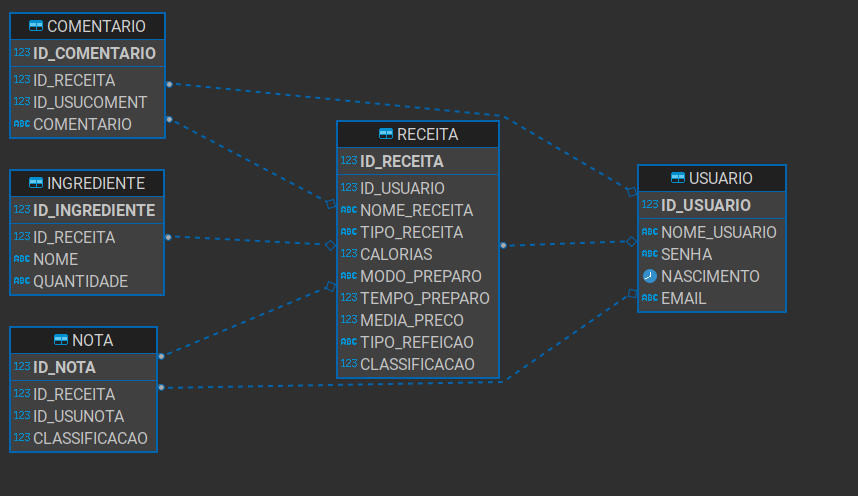 COMENTARIO
123 ID_COMENTARIO
123 ID_RECEITA
123 ID_USUCOMENT
ABC COMENTARIO
INGREDIENTE
123 ID_INGREDIENTE
123 ID_RECEITA
ABC NOME
ABC QUANTIDADE
NOTA
123 ID_NOTA
123 ID_RECEITA
123 ID_USUNOTA
123 CLASSIFICACAO
RECEITA
123 ID_RECEITA
123 ID_USUARIO
ABC NOME_RECEITA
ABC TIPO_RECEITA
123 CALORIAS
ABC MODO_PREPARO
123 TEMPO_PREPARO
123 MEDIA_PRECO
ABC TIPO_REFEICAO
123 CLASSIFICACAO
USUARIO
123 ID_USUARIO
ABC NOME_USUARIO
ABC SENHA
NASCIMENTO
ABC EMAIL